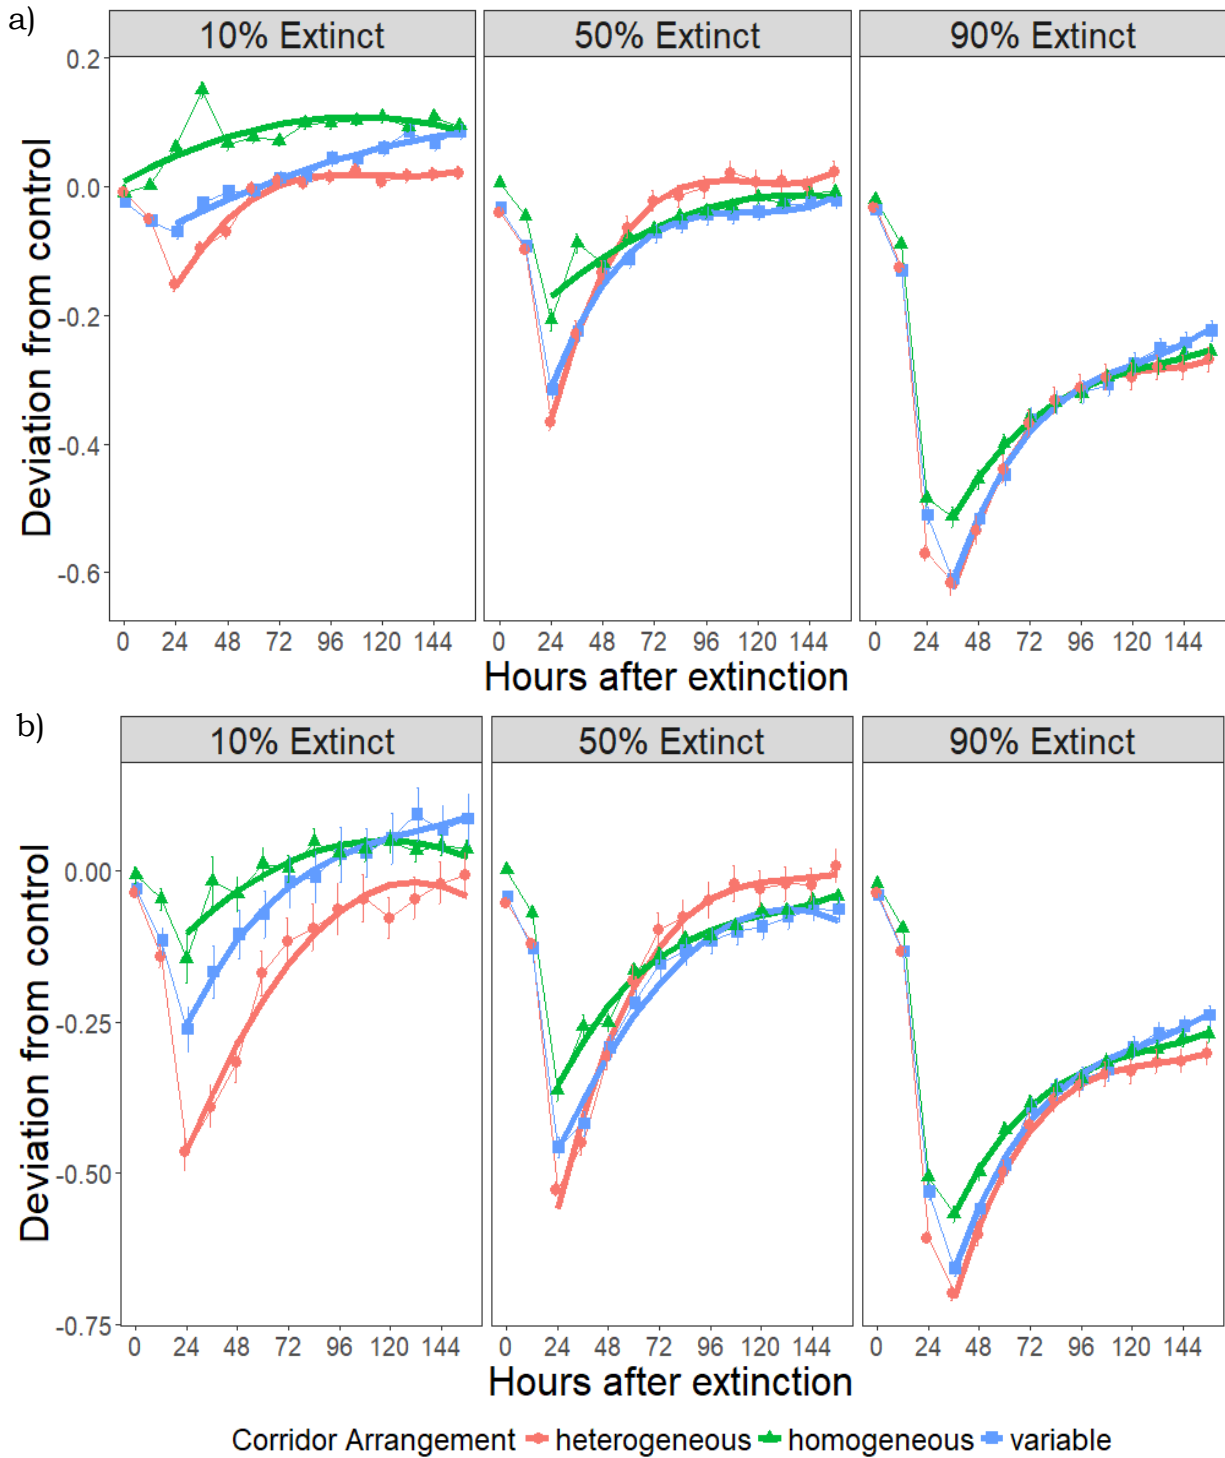 a)
10% Extinct 50% Extinct 90% Extinct
Deviation from control
0.2
0.0
-0.2
-0.4
-0.6
0 24 48 72 96 120 144 0 24 48 72 96 120 144 0 24 48 72 96 120 144
Hours after extinction
b)
10% Extinct 50% Extinct 90% Extinct
Deviation from control
0.00
-0.25
-0.50
-0.75
0 24 48 72 96 120 144 0 24 48 72 96 120 144 0 24 48 72 96 120 144
Hours after extinction
Corridor Arrangement heterogeneous homogeneous variable